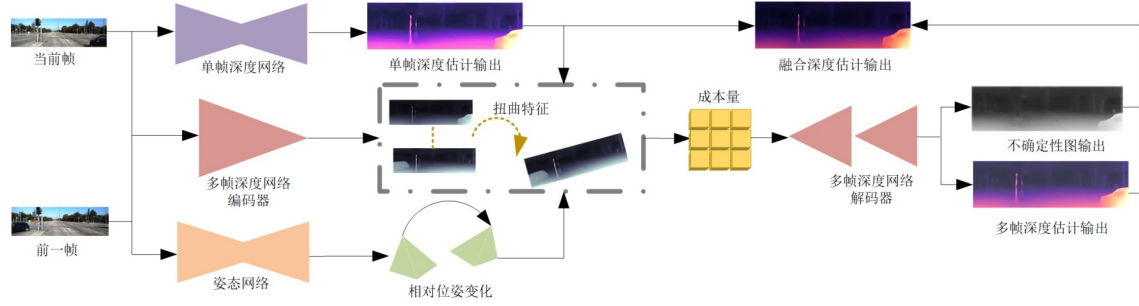 当前帧
单帧深度网络
单帧深度估计输出
融合深度估计输出
扭曲特征
成本量
多帧深度网络
编码器
多帧深度网络
解码器
不确定性图输出
多帧深度估计输出
前一帧
姿态网络
相对位姿变化